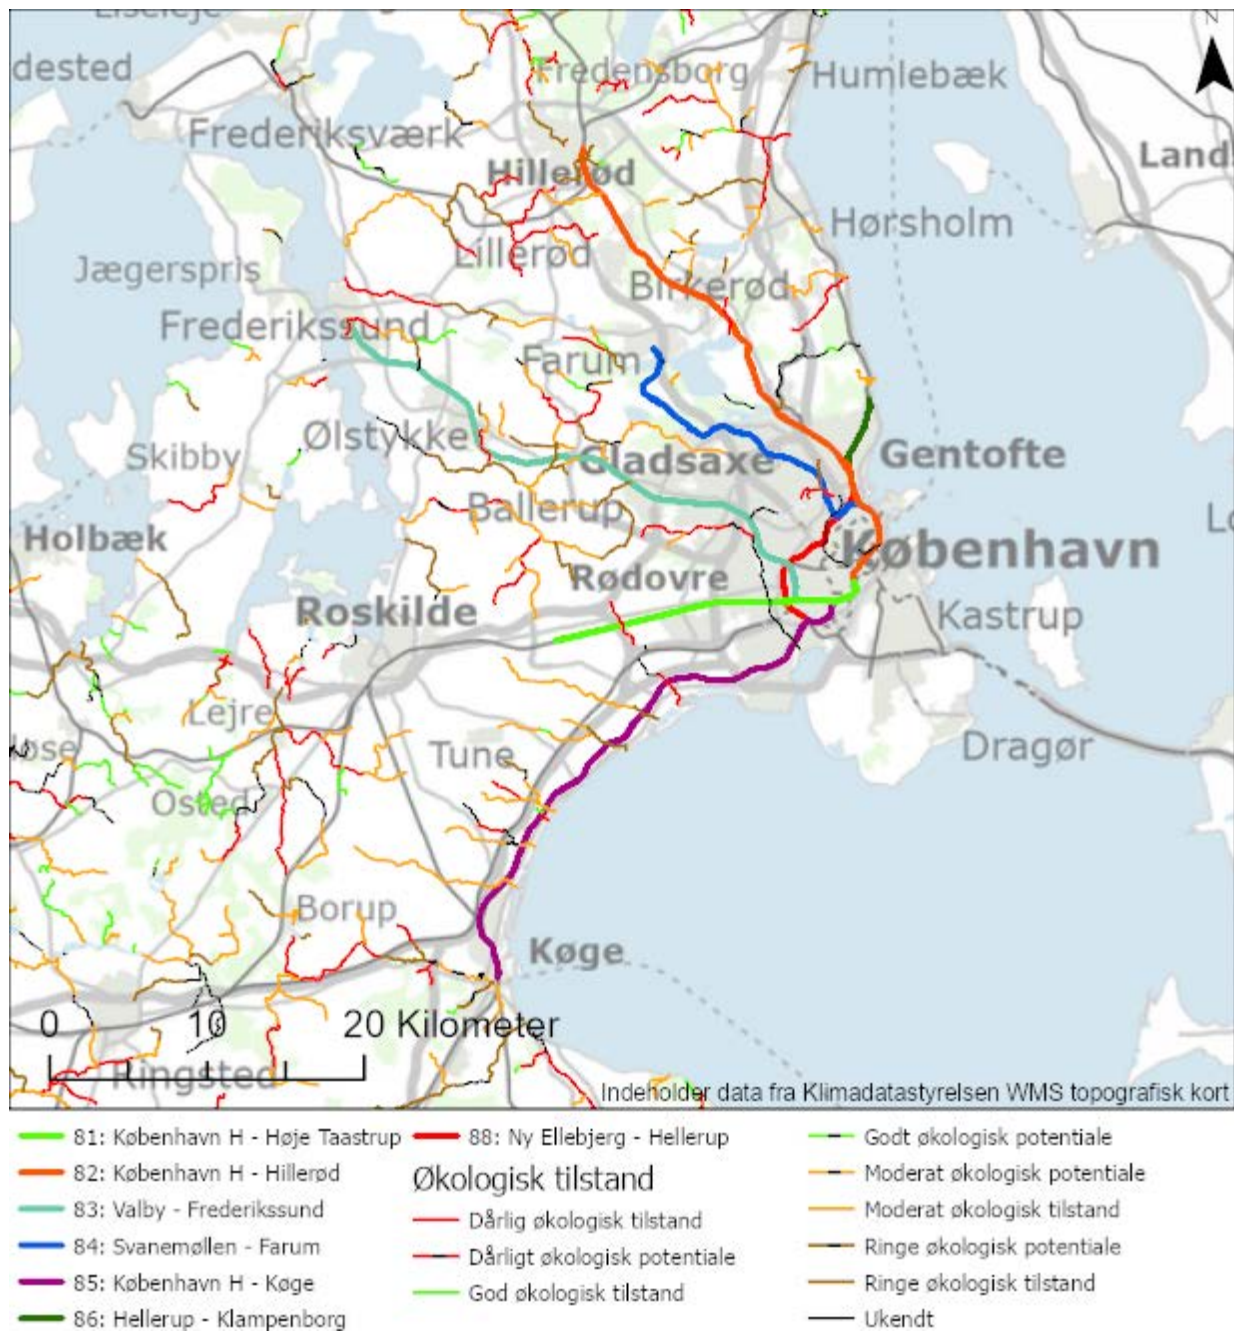 Liseleje
N
dested
Fredensborg
Humlebæk
Frederiksværk
Land
Hillerød
Hørsholm
Lillerød
Jægerspris
Birkerød
Frederikssund
Farum
Ølstykke
Gentofte
Skibby
Gladsaxe
Ballerup
Holbæk
København
Rødovre
Roskilde
Kastrup
Lejre
Tune
Dragør
Osted
Borup
Køge
0 10 20 Kilometer
Ringsted
Indeholder data fra Klimadatastyrelsen WMS topografisk kort
81: København H - Høje Taastrup
82: København H - Hillerød
83: Valby - Frederikssund
84: Svanemøllen - Farum
85: København H - Køge
86: Hellerup - Klampenborg
88: Ny Ellebjerg - Hellerup
Økologisk tilstand
Dårlig økologisk tilstand
Dårligt økologisk potentiale
God økologisk tilstand
Godt økologisk potentiale
Moderat økologisk potentiale
Moderat økologisk tilstand
Ringe økologisk potentiale
Ringe økologisk tilstand
Ukendt